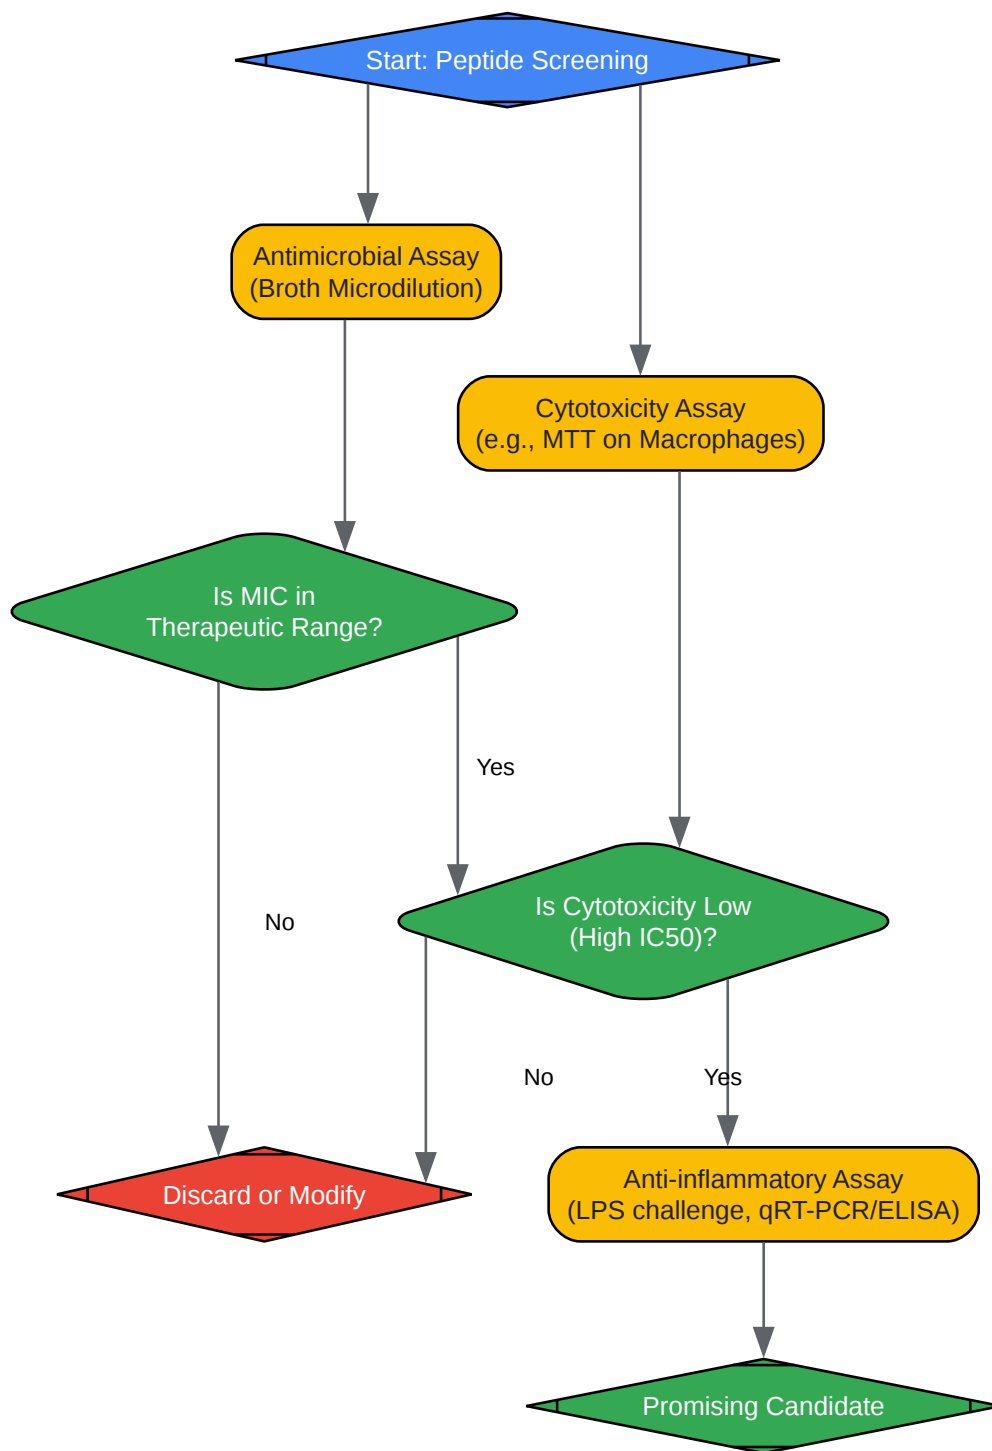 Start: Peptide Screening
Antimicrobial Assay
(Broth Microdilution)
Cytotoxicity Assay
(e.g., MTT on Macrophages)
Is MIC in
Therapeutic Range?
Yes
No
Is Cytotoxicity Low
(High IC50)?
No
Yes
Discard or Modify
Anti-inflammatory Assay
(LPS challenge, qRT-PCR/ELISA)
Promising Candidate